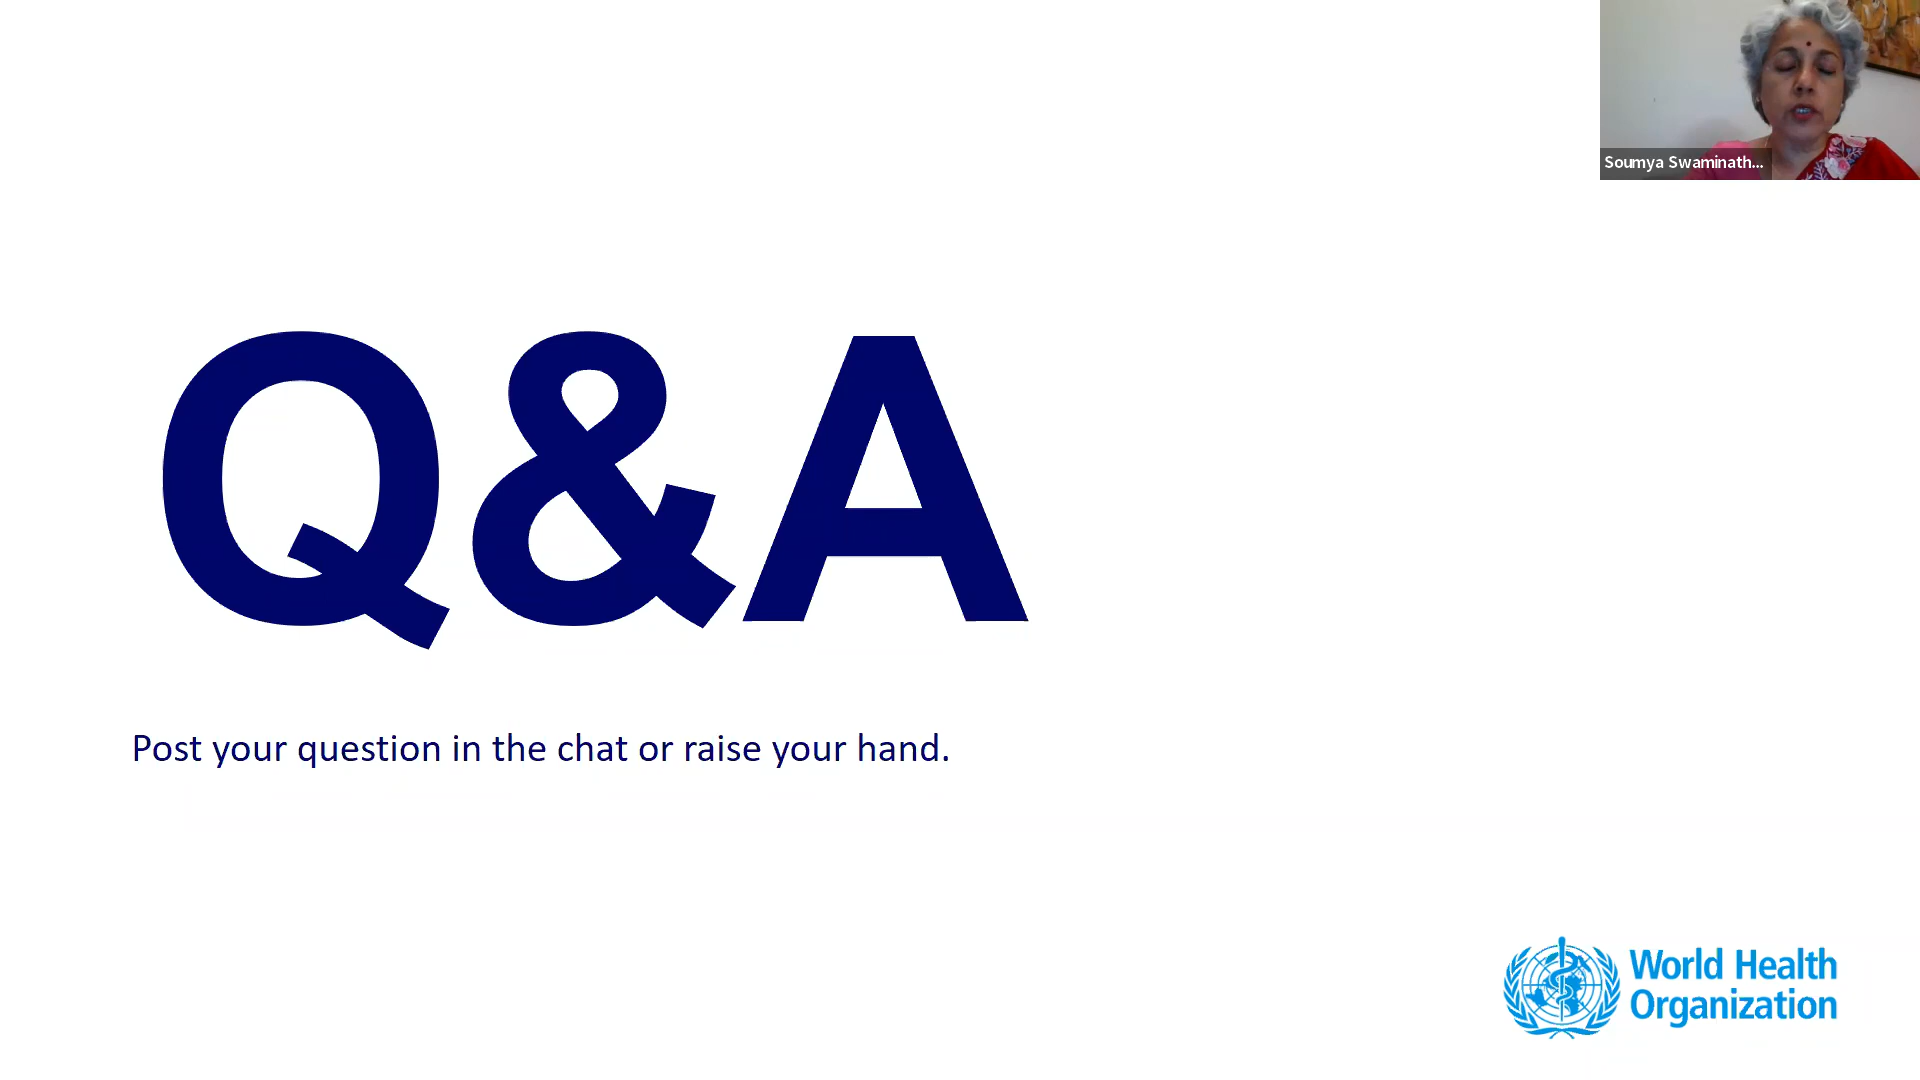 Soumya Swaminath...
Q&A
Post your question in the chat or raise your hand.
World Health
Organization